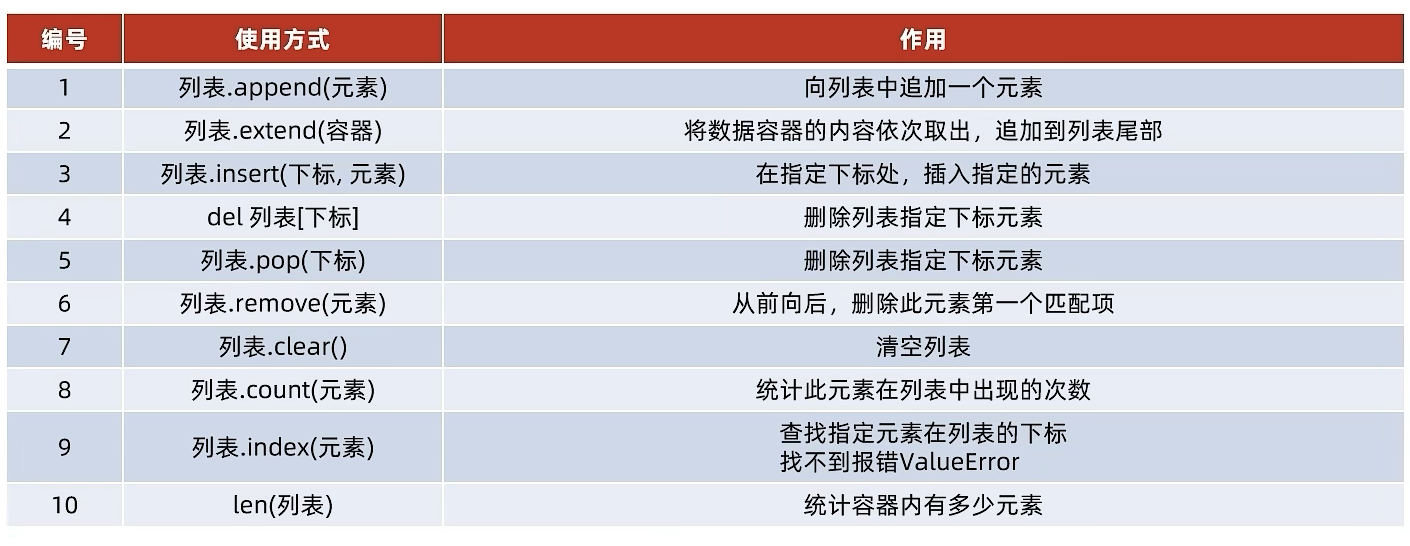 编号 使用方式 作用
1 列表.append(元素) 向列表中追加一个元素
2 列表.extend(容器) 将数据容器的内容依次取出，追加到列表尾部
3 列表.insert(下标, 元素) 在指定下标处，插入指定的元素
4 del 列表[下标] 删除列表指定下标元素
5 列表.pop(下标) 删除列表指定下标元素
6 列表.remove(元素) 从前向后，删除此元素第一个匹配项
7 列表.clear() 清空列表
8 列表.count(元素) 统计此元素在列表中出现的次数
9 列表.index(元素) 查找指定元素在列表的下标
找不到报错ValueError
10 len(列表) 统计容器内有多少元素